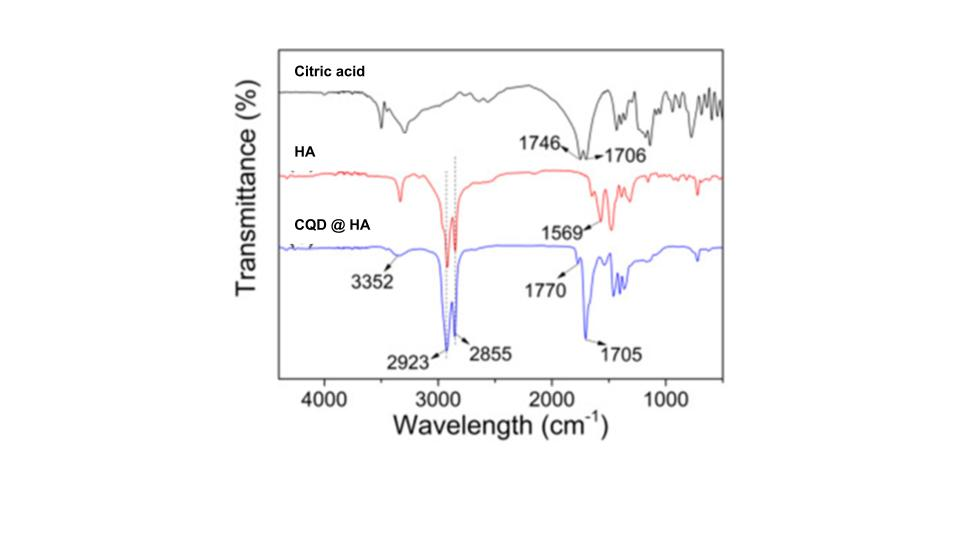 Citric acid
1746
1706
HA
1569
CQD @ HA
3352
1770
2923
2855
1705
Transmittance (%)
4000 3000 2000 1000
Wavelength (cm-1)